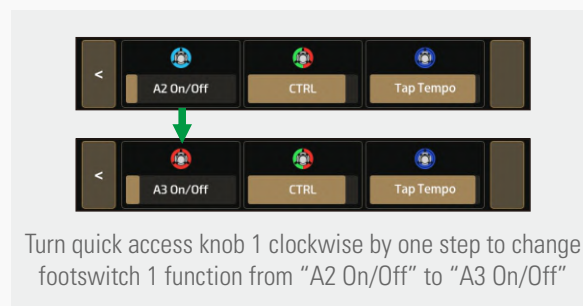 <
A2 On/Off
CTRL
Tap Tempo
<
A3 On/Off
CTRL
Tap Tempo
Turn quick access knob 1 clockwise by one step to change
footswitch 1 function from “A2 On/Off” to “A3 On/Off”